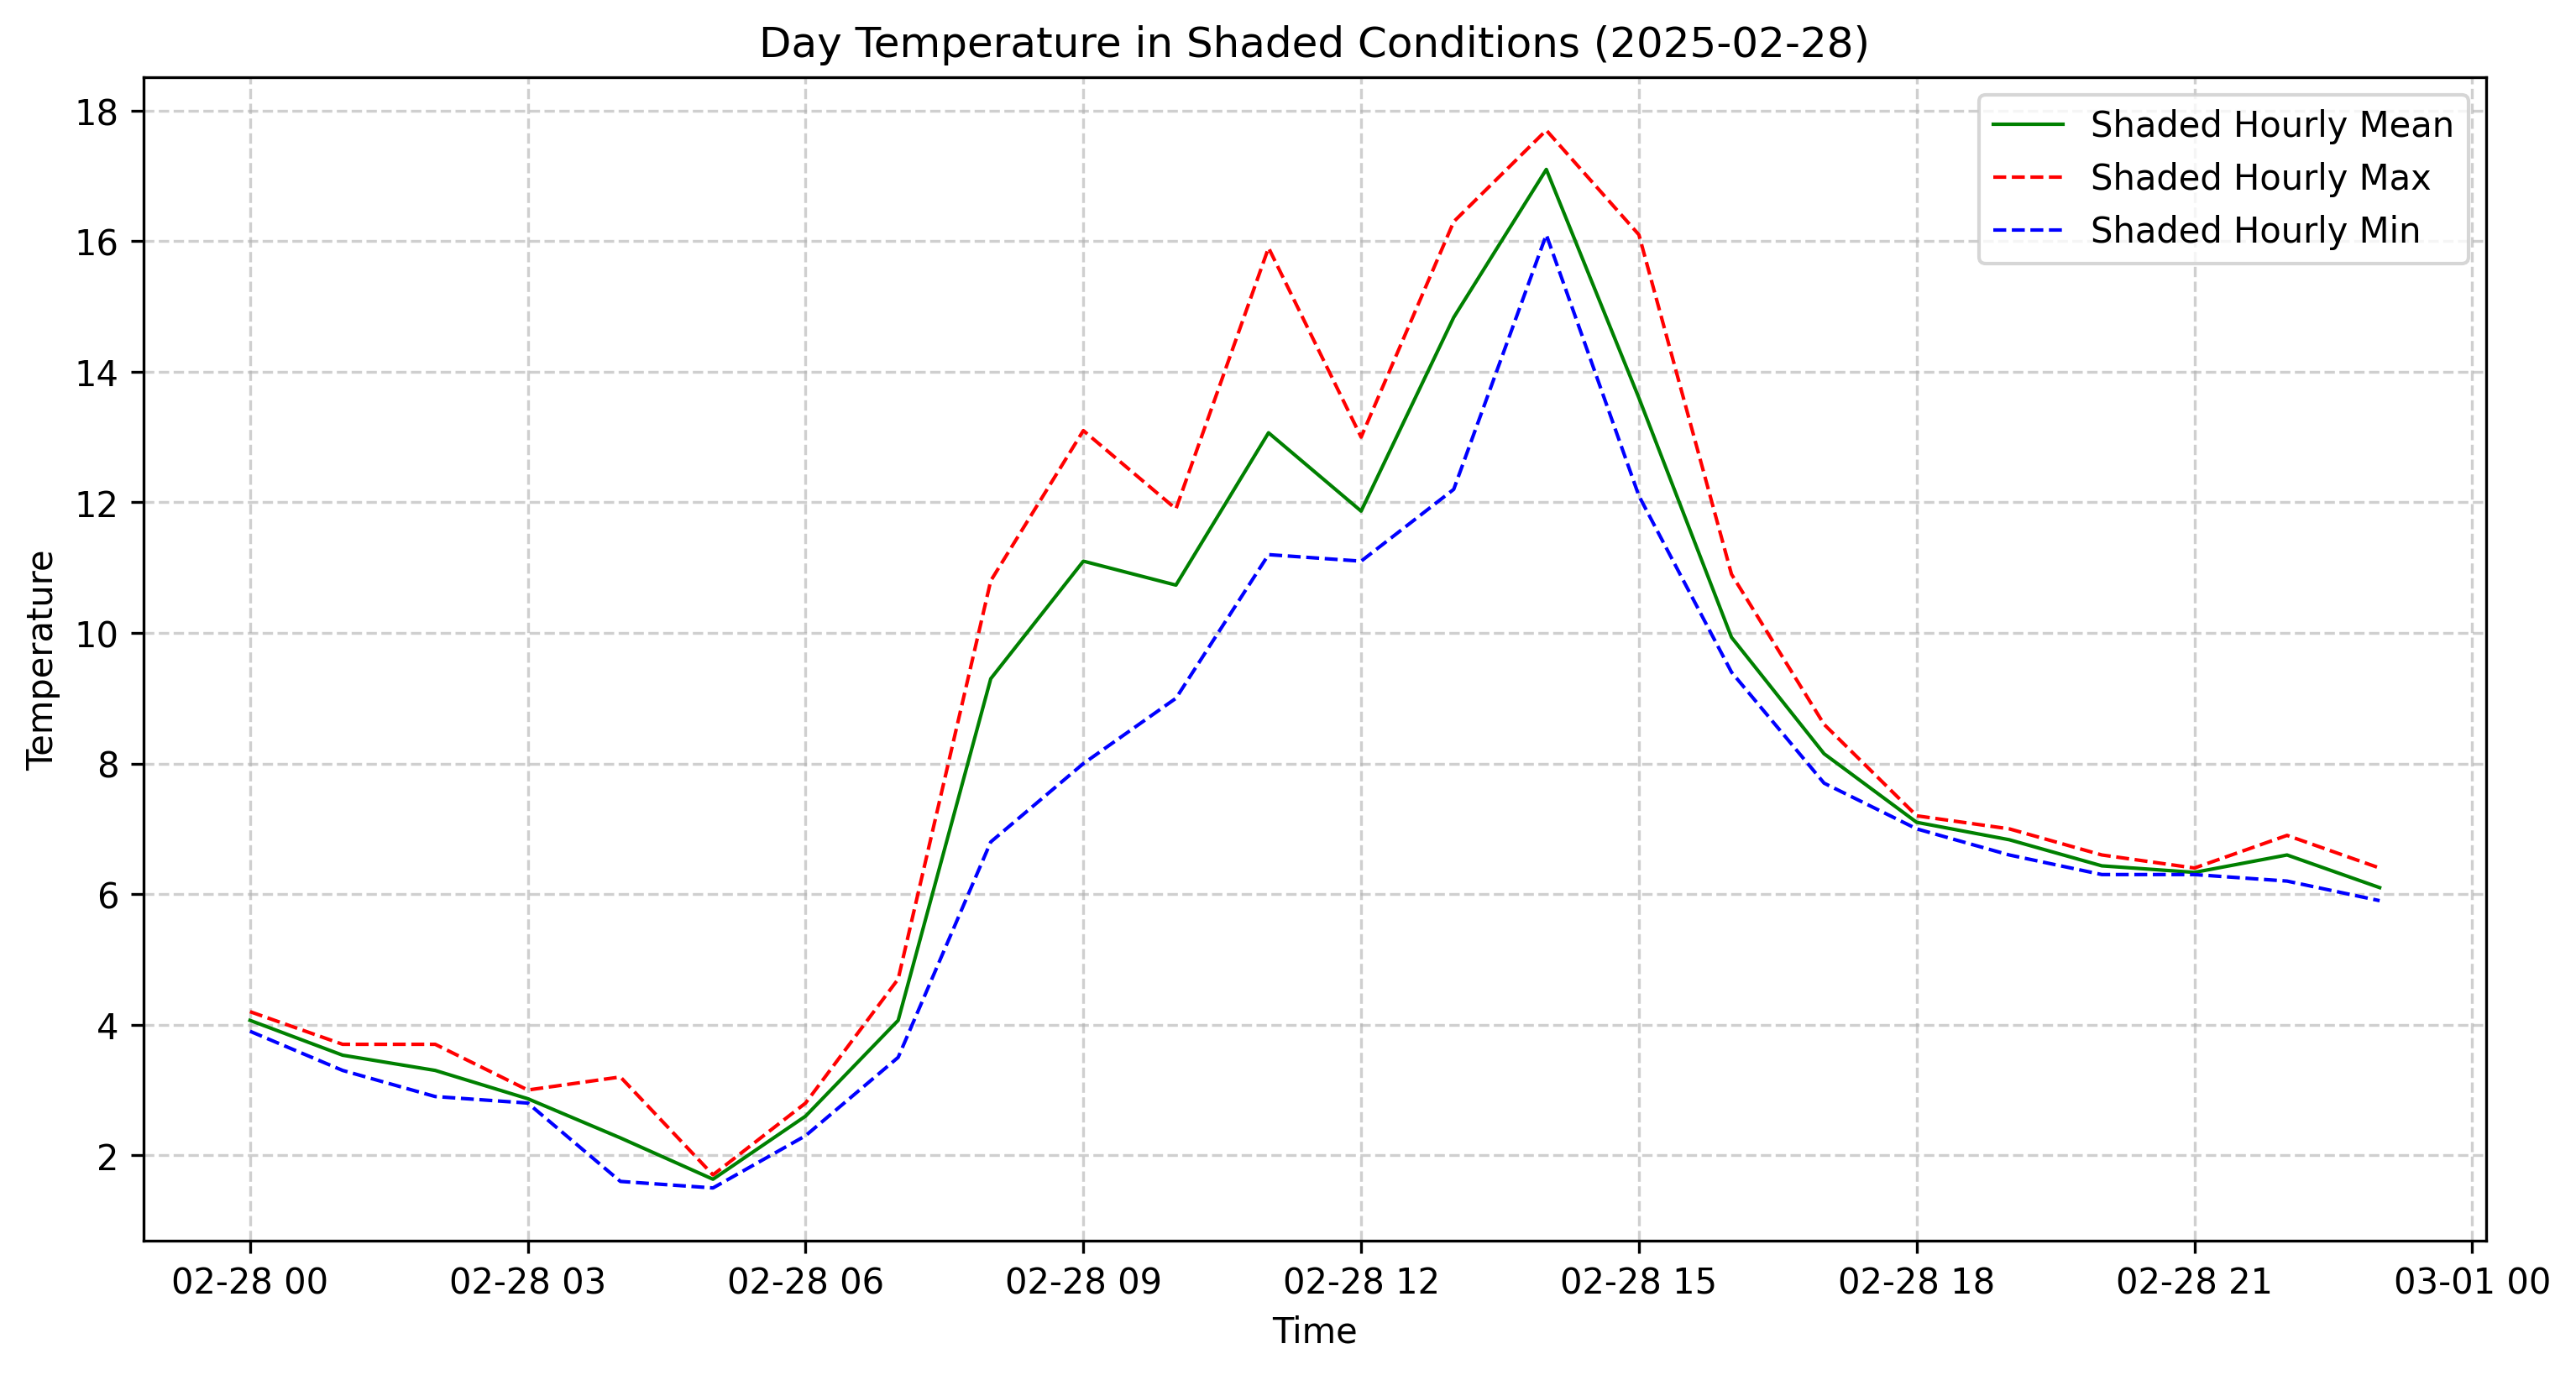 Day Temperature in Shaded Conditions (2025-02-28)
18
16
14
12
10
8
6
4
2
Temperature
Shaded Hourly Mean
Shaded Hourly Max
Shaded Hourly Min
02-28 00 02-28 03 02-28 06 02-28 09 02-28 12 02-28 15 02-28 18 02-28 21 03-01 00
Time